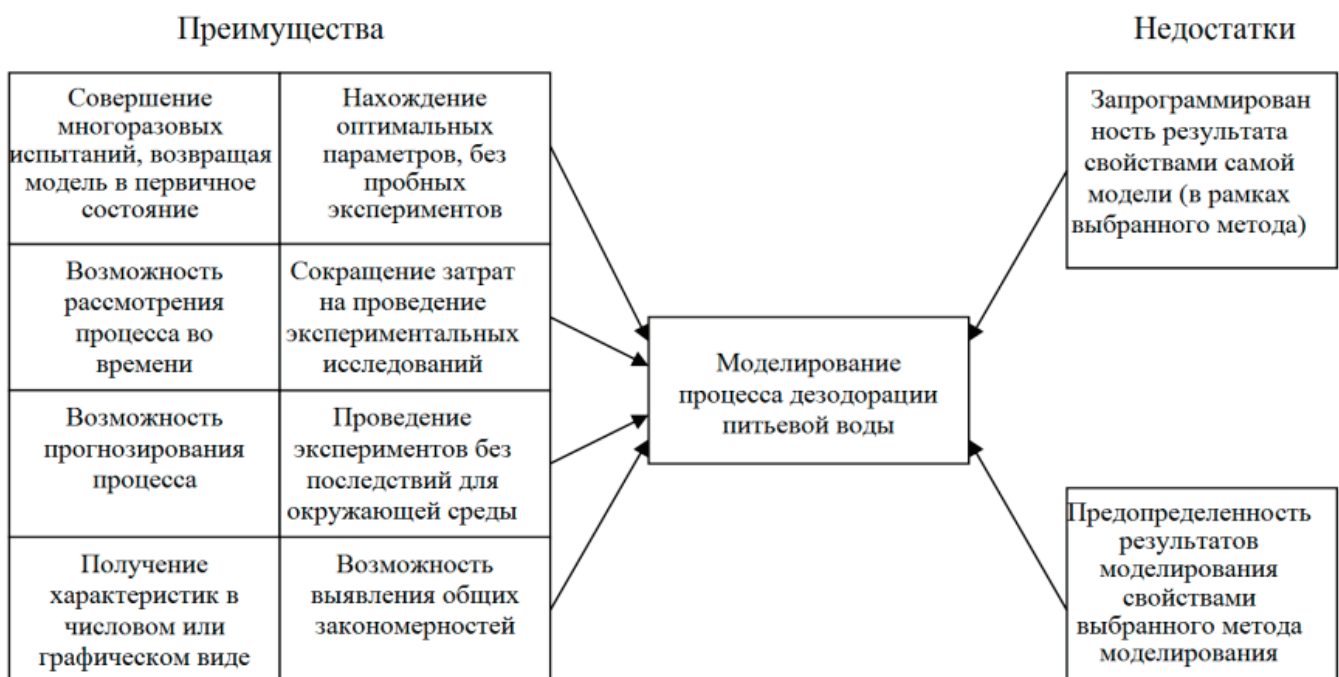 Преимущества
Недостатки
Совершение
многоразовых
испытаний, возвращая
модель в первичное
состояние
Нахождение
оптимальных
параметров, без
пробных
экспериментов
Возможность
рассмотрения
процесса во
времени
Сокращение затрат
на проведение
экспериментальных
исследований
Возможность
прогнозирования
процесса
Проведение
экспериментов без
последствий для
окружающей среды
Получение
характеристик в
числовом или
графическом виде
Возможность
выявления общих
закономерностей
Моделирование
процесса дезодорации
питьевой воды
Запрограммирован
ность результата
свойствами самой
модели (в рамках
выбранного метода)
Предопределенность
результатов
моделирования
свойствами
выбранного метода
моделирования